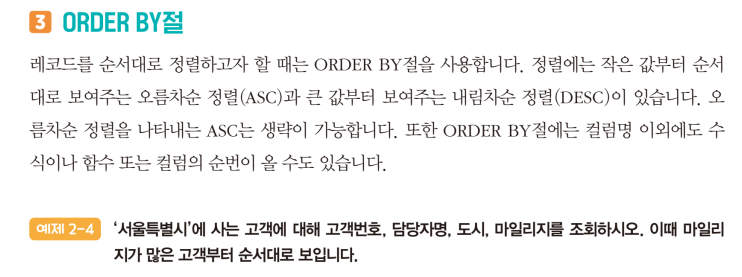 3 ORDER BY절
레코드를 순서대로 정렬하고자 할 때는 ORDER BY절을 사용합니다. 정렬에는 작은 값부터 순서
대로 보여주는 오름차순 정렬(ASC)과 큰 값부터 보여주는 내림차순 정렬(DESC)이 있습니다. 오
름차순 정렬을 나타내는 ASC는 생략이 가능합니다. 또한 ORDER BY절에는 컬럼명 이외에도 수
식이나 함수 또는 컬럼의 순번이 올 수도 있습니다.
예제 2-4 ‘서울특별시’에 사는 고객에 대해 고객번호, 담당자명, 도시, 마일리지를 조회하시오. 이때 마일리
지가 많은 고객부터 순서대로 보입니다.